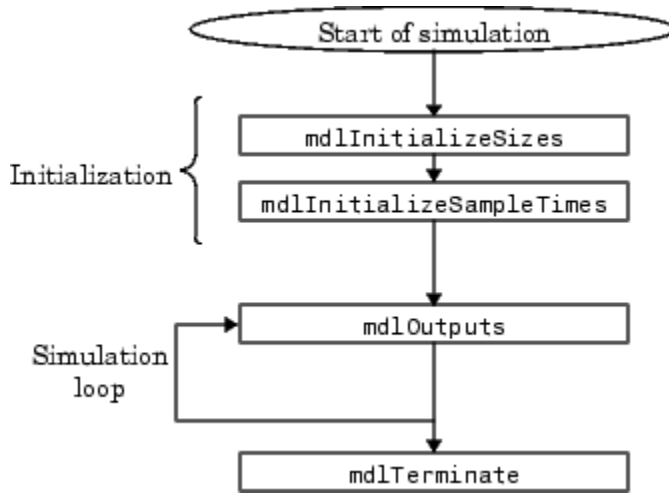 Start of simulation
mdlInitializeSizes
Initialization
mdlInitializeSampleTimes
mdlOutputs
Simulation
loop
mdlTerminate